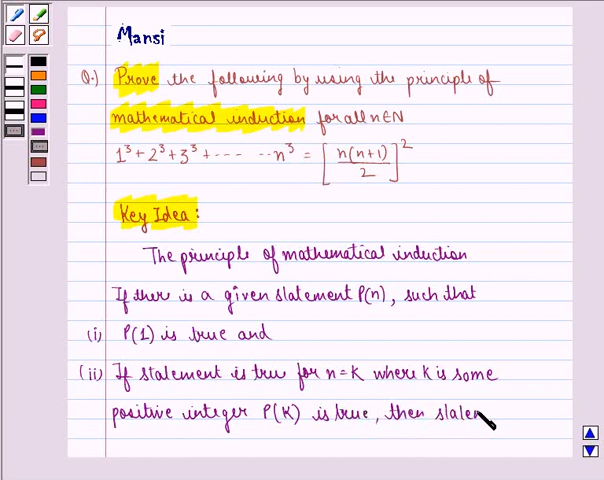 Mansi
Q.) Prove the following by using the principle of
mathematical induction for all n∈N
1³ + 2³ + 3³ + ---- -- n³ = [n(n+1)/2]²
Key Idea:
The principle of mathematical induction
If there is a given statement P(n), such that
(i) P(1) is true and
(ii) If statement is true for n=K where K is some
positive integer P(K) is true, then statem